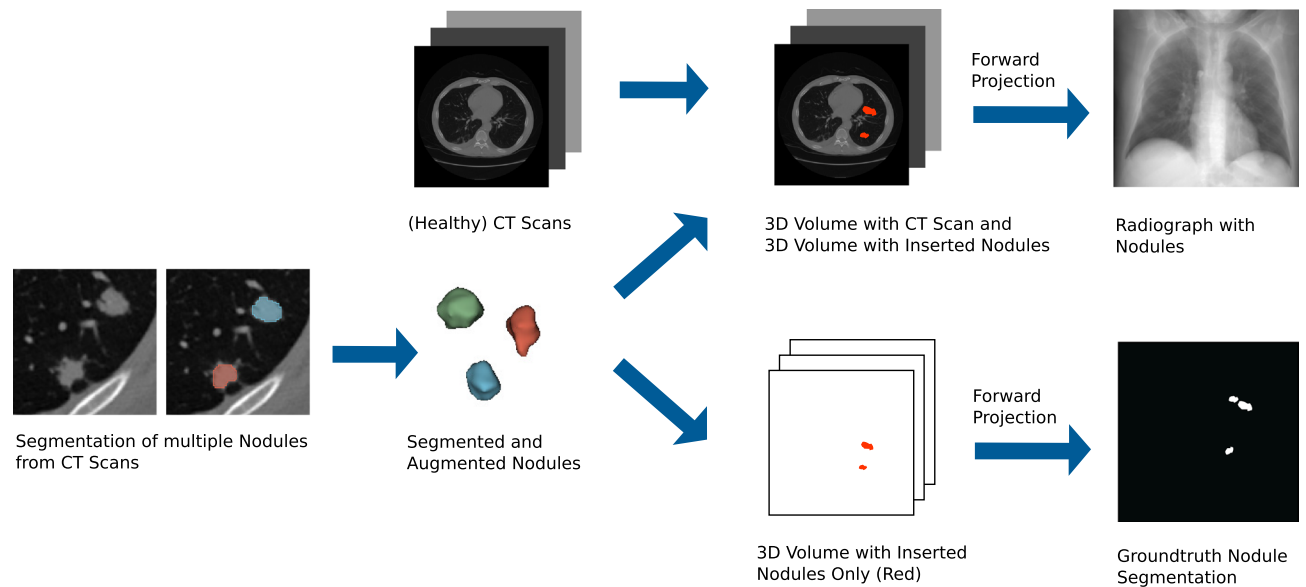 Forward
Projection
(Healthy) CT Scans
3D Volume with CT Scan and
3D Volume with Inserted Nodules
Radiograph with
Nodules
Segmentation of multiple Nodules
from CT Scans
Segmented and
Augmented Nodules
Forward
Projection
3D Volume with Inserted
Nodules Only (Red)
Groundtruth Nodule
Segmentation